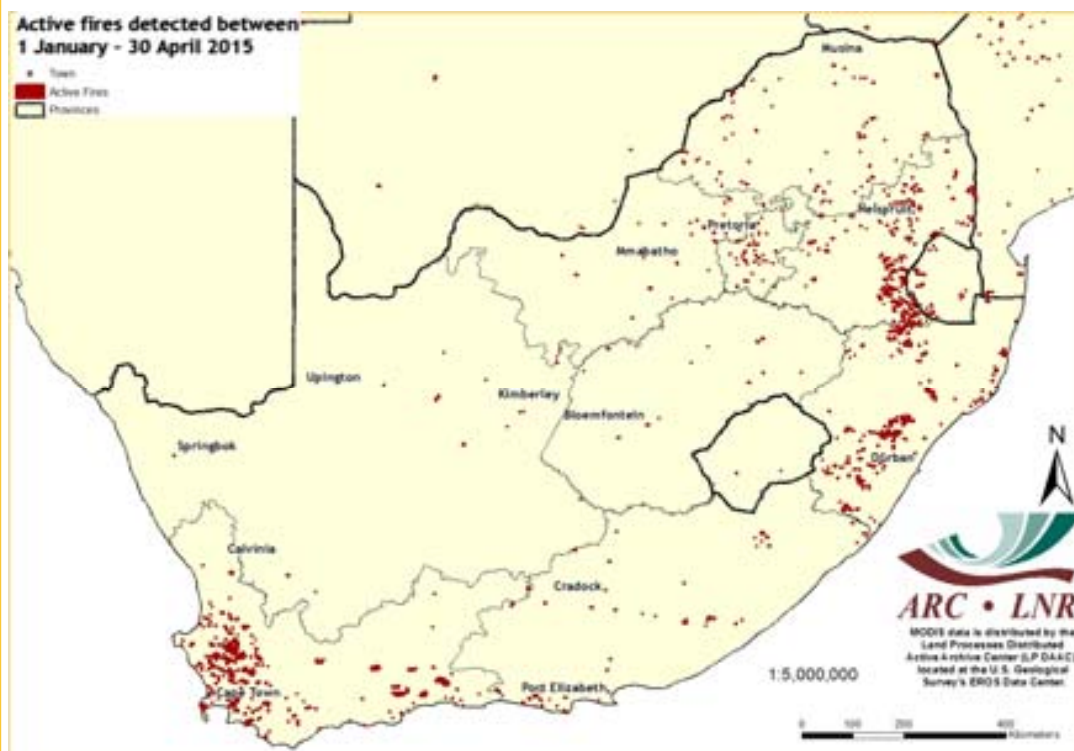 Active fires detected between
1 January - 30 April 2015
Town
Active Fires
Provinces
Musina
Nelspruit
Pretoria
Mmabatho
Upington
Kimberley
Bloemfontein
Springbok
Durban
N
Calvinia
Cradock
ARC • LNR
MODIS data is distributed by the
Land Processes Distributed
Active Archive Center (LP DAAC)
located at the U.S. Geological
Survey's EROS Data Center.
1:5,000,000
Cape Town
Port Elizabeth
0 100 200 400
Kilometers